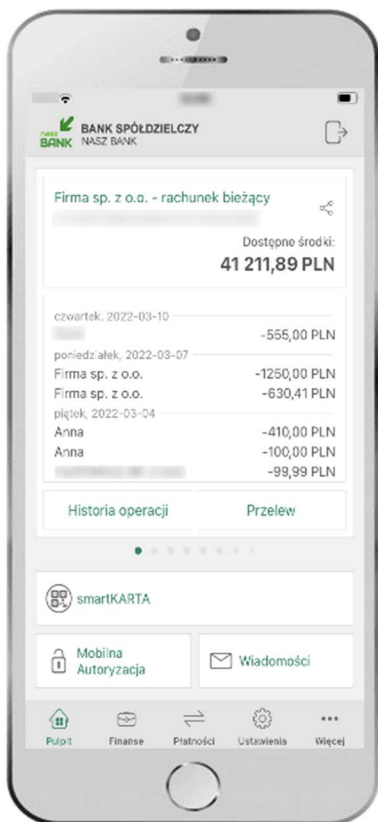 nasz
BANK
BANK SPÓŁDZIELCZY
NASZ BANK
Firma sp. z o.o. - rachunek bieżący
Dostępne środki:
41 211,89 PLN
czwartek, 2022-03-10
-555,00 PLN
poniedziałek, 2022-03-07
Firma sp. z o.o. -1250,00 PLN
Firma sp. z o.o. -630,41 PLN
piątek, 2022-03-04
Anna -410,00 PLN
Anna -100,00 PLN
-99,99 PLN
Historia operacji Przelew
smartKARTA
Mobilna
Autoryzacja
Wiadomości
Pulpit Finanse Płatności Ustawienia Więcej